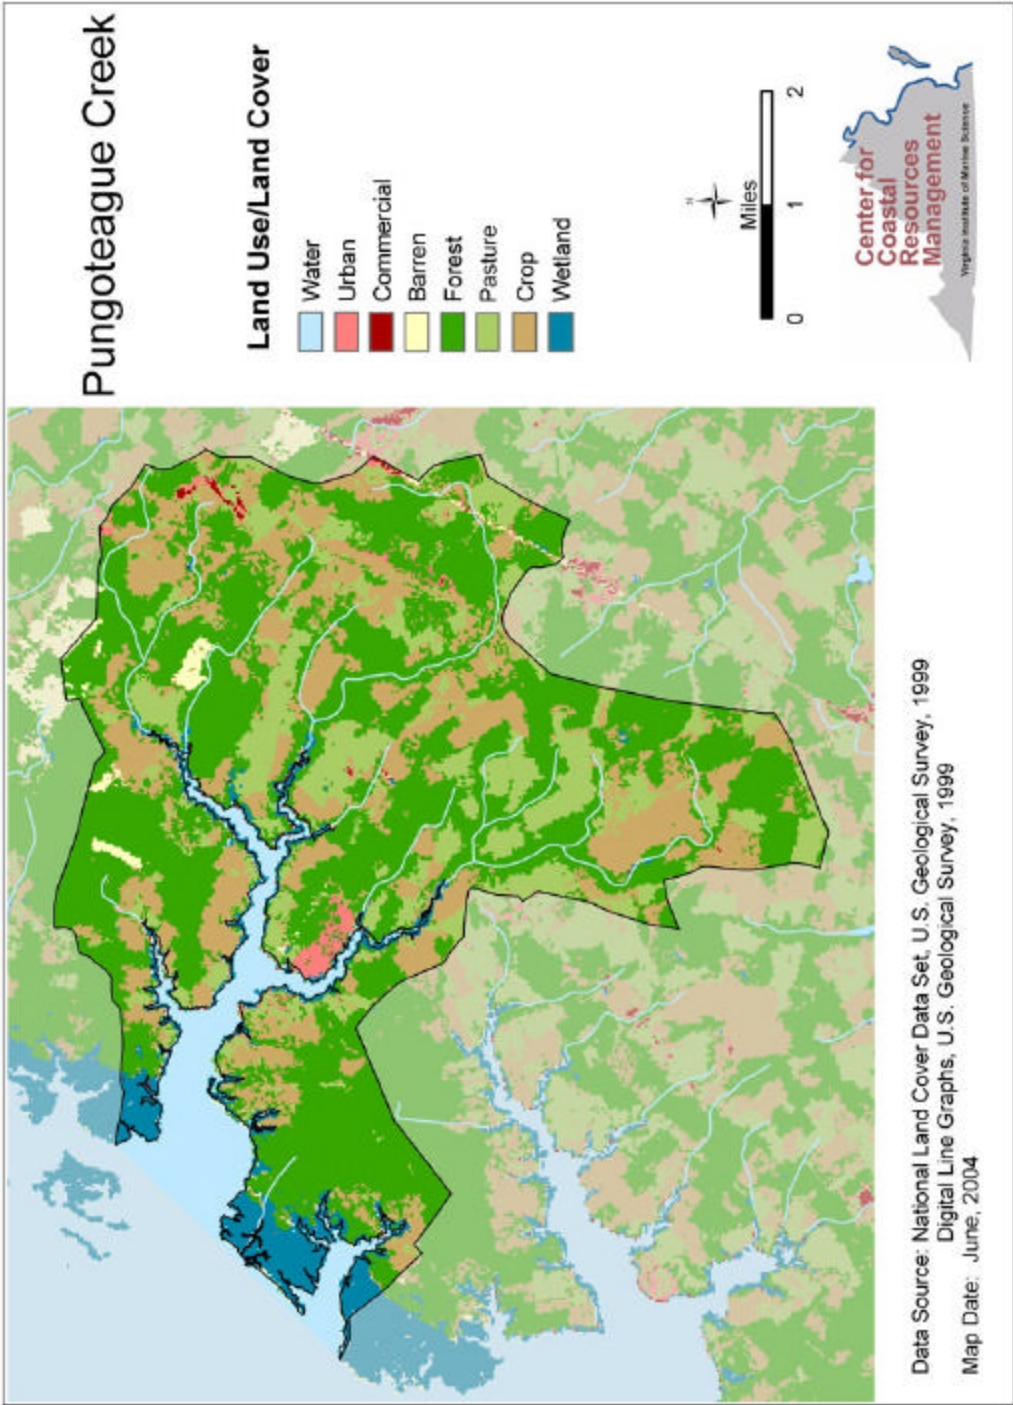 Pungoteague Creek
Land Use/Land Cover
Water
Urban
Commercial
Barren
Forest
Pasture
Crop
Wetland
N
Miles
0 1 2
Center for
Coastal
Resources
Management
Virginia Institute of Marine Science
Data Source: National Land Cover Data Set, U.S. Geological Survey, 1999
Digital Line Graphs, U.S. Geological Survey, 1999
Map Date: June, 2004